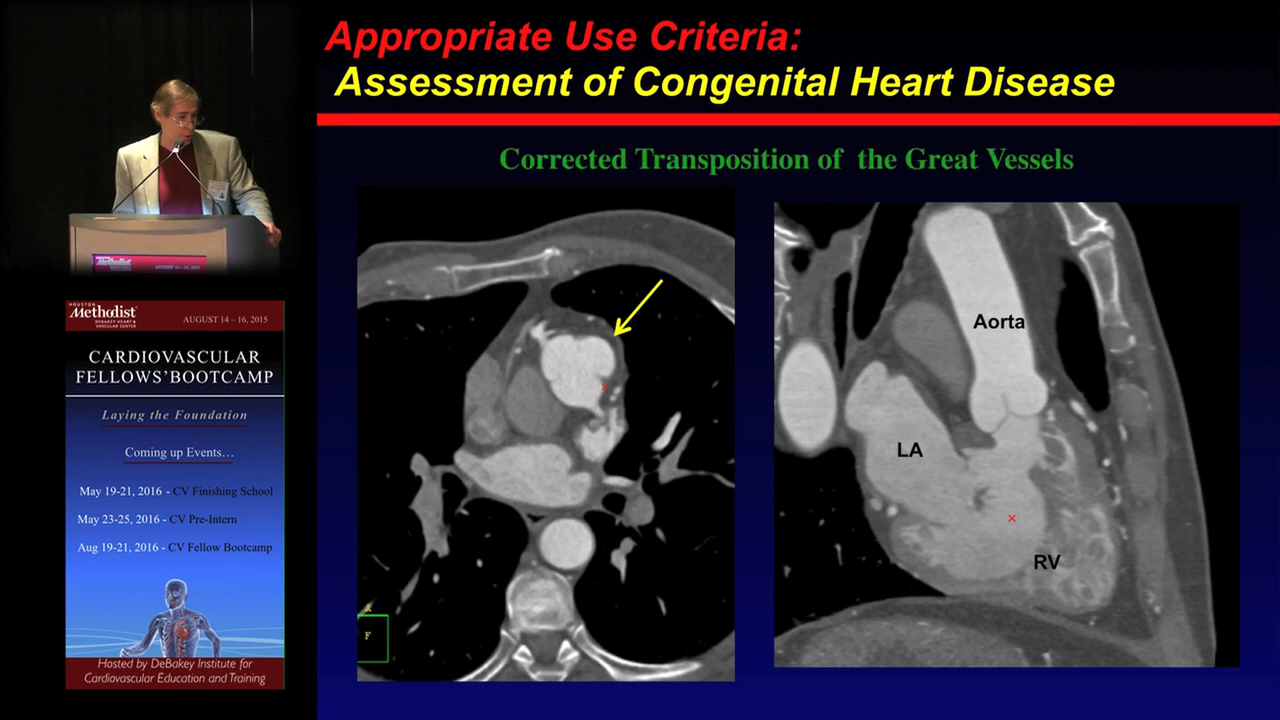 Appropriate Use Criteria:
Assessment of Congenital Heart Disease
Corrected Transposition of the Great Vessels
Aorta
LA
RV
F
HOUSTON
Methodist
DEBAKEY HEART &
VASCULAR CENTER
AUGUST 14 – 16, 2015
CARDIOVASCULAR
FELLOWS'BOOTCAMP
Laying the Foundation
Coming up Events…
May 19-21, 2016 - CV Finishing School
May 23-25, 2016 - CV Pre-Intern
Aug 19-21, 2016 - CV Fellow Bootcamp
Hosted by DeBakey Institute for
Cardiovascular Education and Training